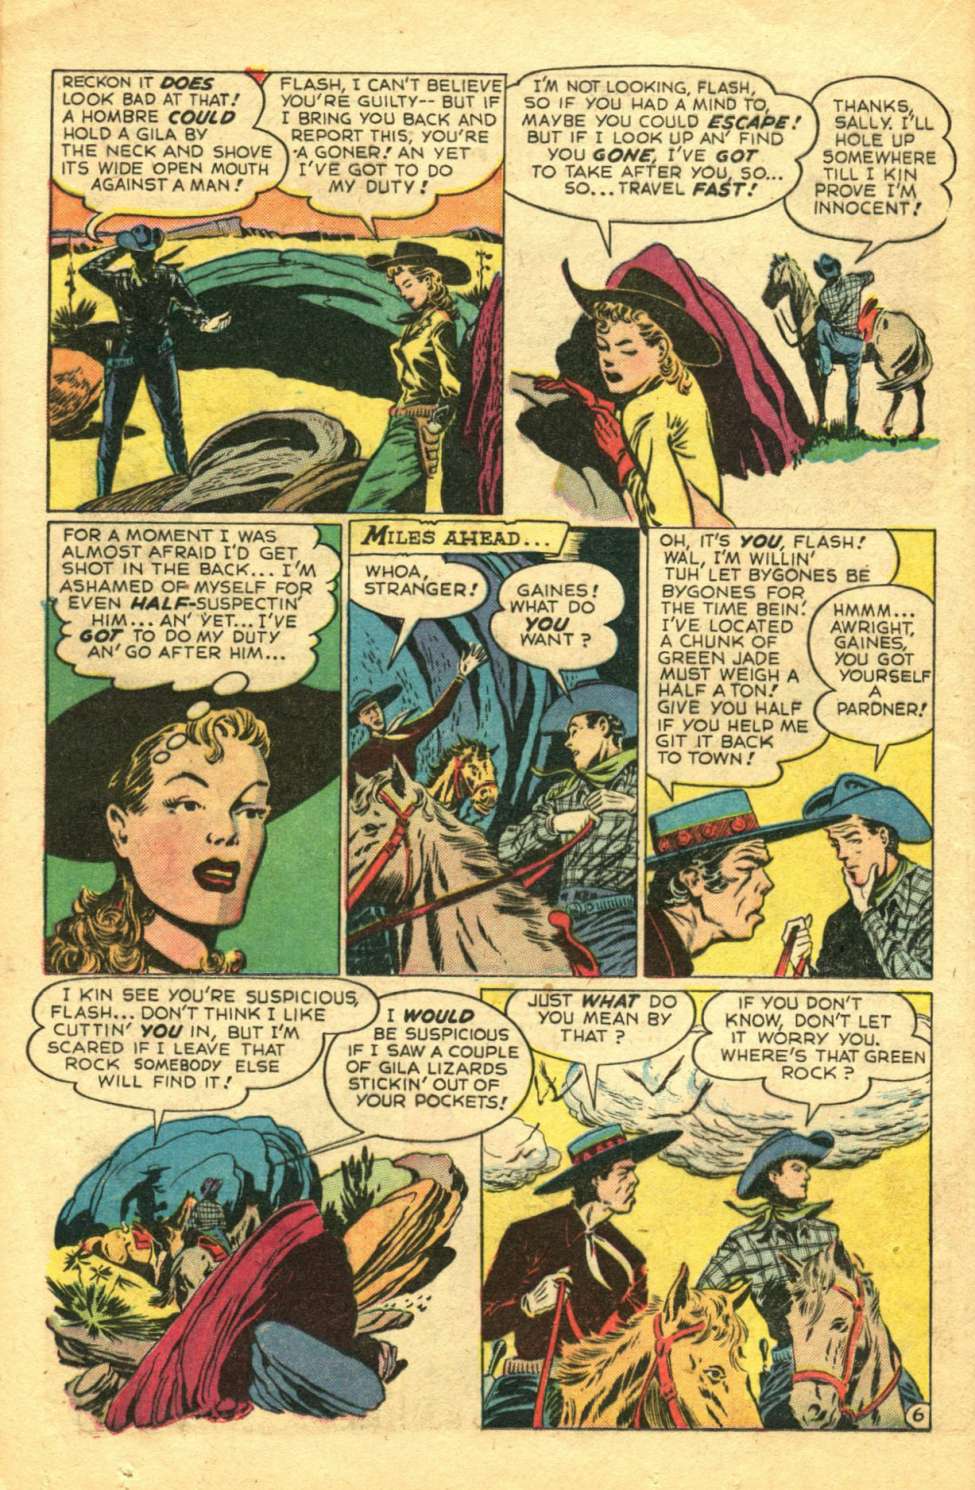 RECKON IT DOES
LOOK BAD AT THAT!
A HOMBRE COULD
HOLD A GILA BY
THE NECK AND SHOVE
ITS WIDE OPEN MOUTH
AGAINST A MAN!
FLASH, I CAN'T BELIEVE
YOU'RE GUILTY-- BUT IF
I BRING YOU BACK AND
REPORT THIS, YOU'RE
A GONER! AN YET
I'VE GOT TO DO
MY DUTY!
I'M NOT LOOKING, FLASH,
SO IF YOU HAD A MIND TO,
MAYBE YOU COULD ESCAPE!
BUT IF I LOOK UP AN' FIND
YOU GONE, I'VE GOT
TO TAKE AFTER YOU, SO...
SO... TRAVEL FAST!
THANKS,
SALLY. I'LL
HOLE UP
SOMEWHERE
TILL I KIN
PROVE I'M
INNOCENT!
FOR A MOMENT I WAS
ALMOST AFRAID I'D GET
SHOT IN THE BACK... I'M
ASHAMED OF MYSELF FOR
EVEN HALF-SUSPECTIN'
HIM... AN' YET... I'VE
GOT TO DO MY DUTY
AN' GO AFTER HIM...
MILES AHEAD...
WHOA,
STRANGER!
GAINES!
WHAT DO
YOU
WANT?
OH, IT'S YOU, FLASH!
WAL, I'M WILLIN'
TUH LET BYGONES BE
BYGONES FOR
THE TIME BEIN'.
I'VE LOCATED
A CHUNK OF
GREEN JADE
MUST WEIGH A
HALF A TON!
GIVE YOU HALF
IF YOU HELP ME
GIT IT BACK
TO TOWN!
HMMM...
AWRIGHT,
GAINES,
YOU GOT
YOURSELF
A
PARDNER!
I KIN SEE YOU'RE SUSPICIOUS,
FLASH... DON'T THINK I LIKE
CUTTIN' YOU IN, BUT I'M
SCARED IF I LEAVE THAT
ROCK SOMEBODY ELSE
WILL FIND IT!
I WOULD
BE SUSPICIOUS
IF I SAW A COUPLE
OF GILA LIZARDS
STICKIN' OUT OF
YOUR POCKETS!
JUST WHAT DO
YOU MEAN BY
THAT?
IF YOU DON'T
KNOW, DON'T LET
IT WORRY YOU.
WHERE'S THAT GREEN
ROCK?
6